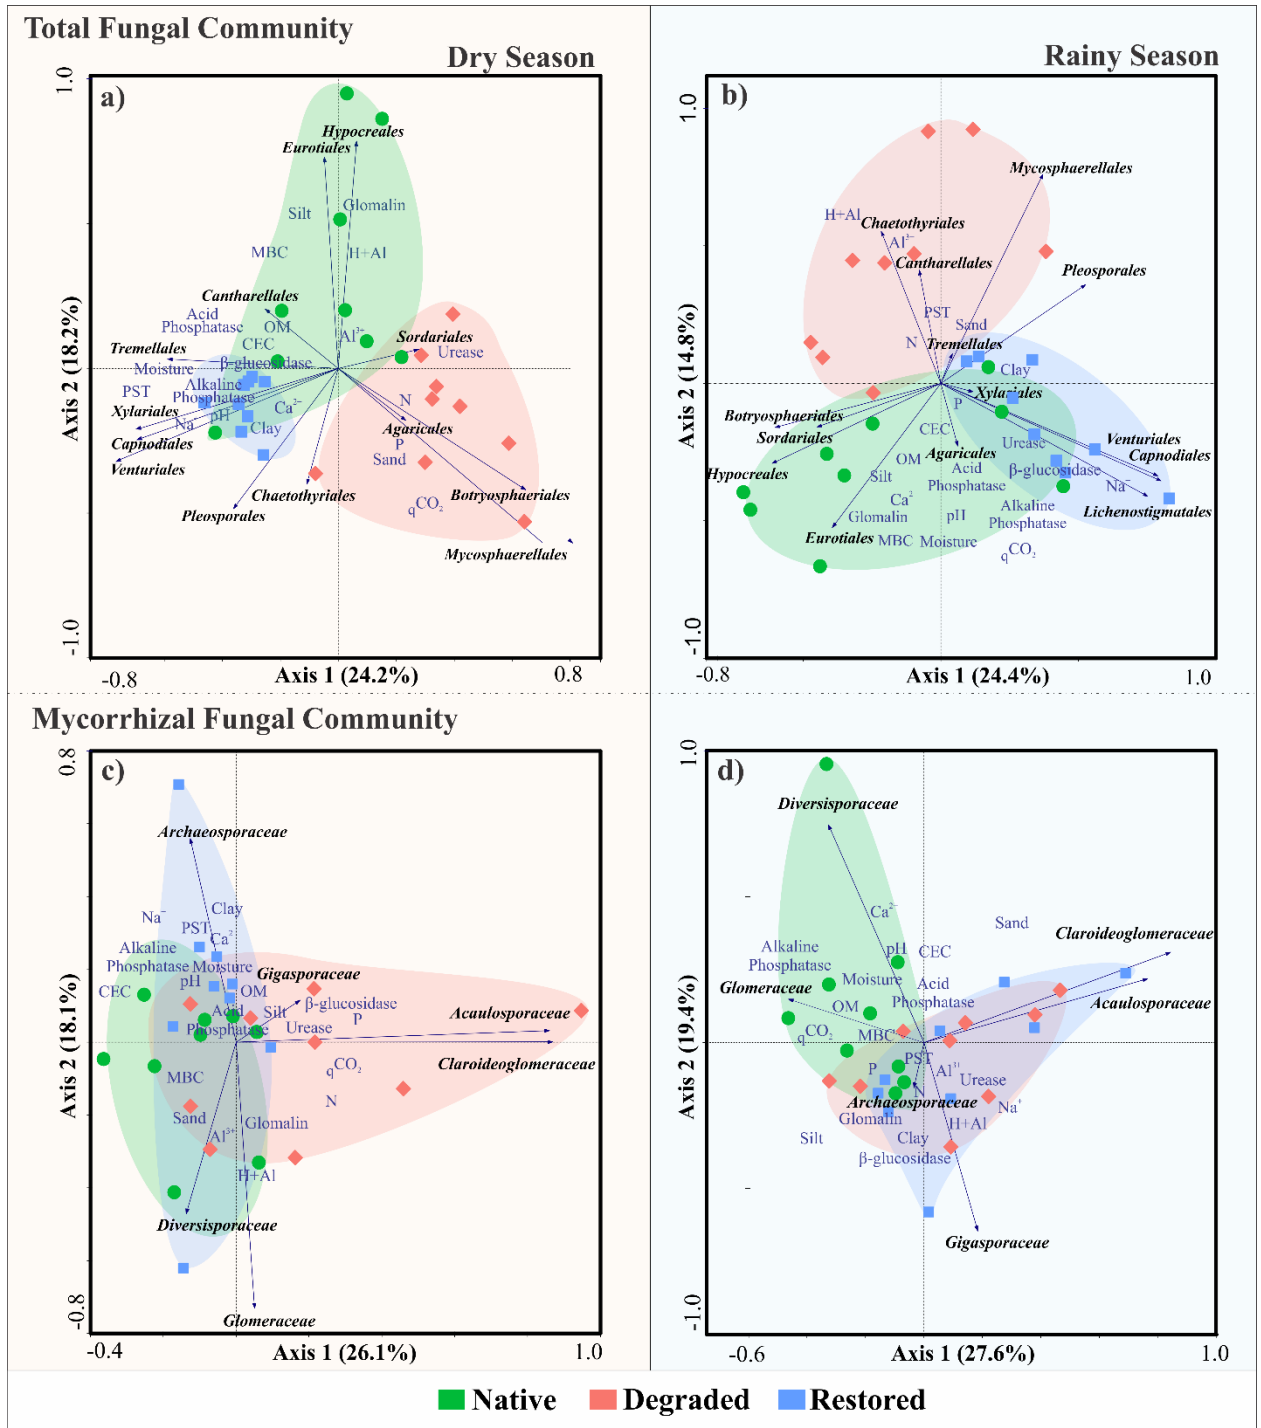 Total Fungal Community
Dry Season
Rainy Season
a)
1.0
Axis 2 (18.2%)
-1.0
Hypocreales
Eurotiales
Silt
Glomalin
MBC
H+Al
Cantharellales
Acid
Phosphatase
OM
Al³⁺
Sordariales
CEC
Urease
Tremellales
β-glucosidase
Moisture
PST
Alkaline
Phosphatase
Ca²⁻
N
Xylariales
Na⁻
pH
Clay
Agaricales
Capnodiales
P
Sand
Venturiales
Chaetothyriales
Botryosphaeriales
Pleosporales
qCO₂
Mycosphaerellales
-0.8
Axis 1 (24.2%)
0.8
b)
1.0
Axis 2 (14.8%)
-1.0
Mycosphaerellales
H+Al
Chaetothyriales
Cantharellales
Pleosporales
PST
Sand
N
Tremellales
Clay
Xylariales
P
Botryosphaeriales
Sordariales
CEC
Urease
Venturiales
Agaricales
Capnodiales
Hypocreales
OM
Acid
Phosphatase
β-glucosidase
Silt
Na⁻
Ca²
Glomalin
pH
Alkaline
Phosphatase
Lichenostigmatales
Eurotiales
MBC
Moisture
qCO₂
-0.8
Axis 1 (24.4%)
1.0
Mycorrhizal Fungal Community
c)
0.8
Axis 2 (18.1%)
-0.8
Archaeosporaceae
Na⁻
Clay
PST
Ca²
Alkaline
Phosphatase
Moisture
Gigasporaceae
pH
CEC
OM
β-glucosidase
Acid
Phosphatase
Silt
P
Acaulosporaceae
Urease
Claroideoglomeraceae
qCO₂
MBC
N
Sand
Glomalin
Al³⁺
H+Al
Diversisporaceae
Glomeraceae
-0.4
Axis 1 (26.1%)
1.0
d)
1.0
Axis 2 (19.4%)
-1.0
Diversisporaceae
Ca²⁻
Sand
Claroideoglomeraceae
Alkaline
Phosphatase
pH
CEC
Moisture
Glomeraceae
Acid
Phosphatase
Acaulosporaceae
OM
qCO₂
MBC
PST
P
Urease
N
Archaeosporaceae
Na⁺
Glomalin
H+Al
Silt
Clay
β-glucosidase
Gigasporaceae
-0.6
Axis 1 (27.6%)
1.0
Native
Degraded
Restored